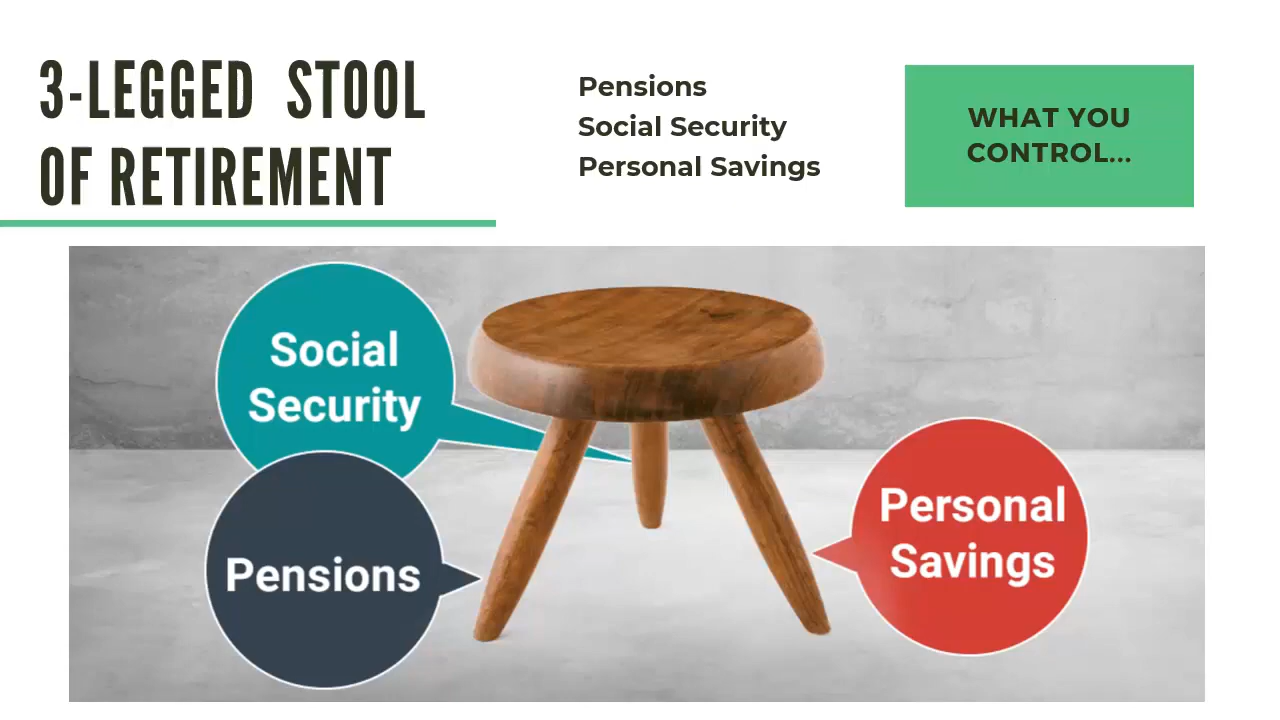 3-LEGGED STOOL
OF RETIREMENT
Pensions
Social Security
Personal Savings
WHAT YOU
CONTROL...
Social
Security
Pensions
Personal
Savings